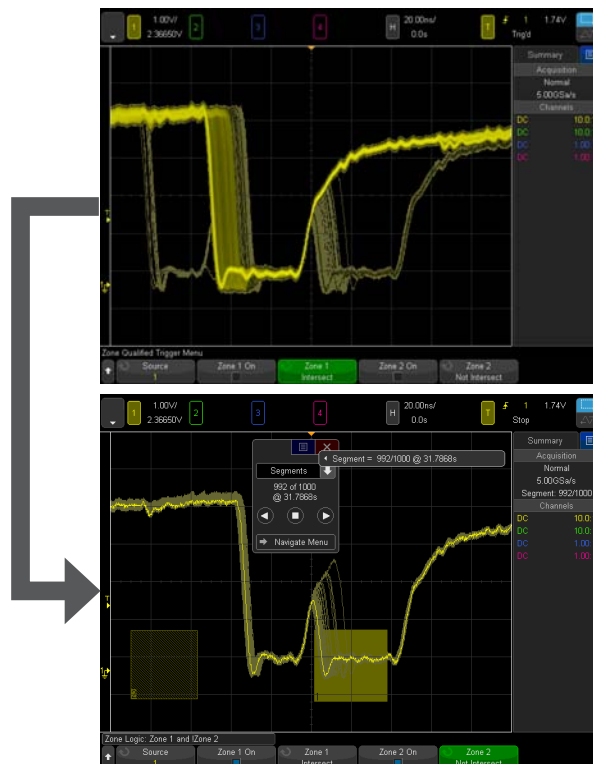 1 1.00V/ 2.36650V 2 3 4 H 20.00ns/ 0.0s T 1 1.74V Trig'd
Summary
Acquisition
Normal
5.00GSa/s
Channels
DC 10.0:
DC 10.0:
DC 1.00:
DC 1.00:
T
Zone Qualified Trigger Menu
Source 1
Zone 1 On
Zone 1 Intersect
Zone 2 On
Zone 2 Not Intersect
1 1.00V/ 2.36650V 2 3 4 H 20.00ns/ 0.0s T 1 1.74V Stop
Segment = 992/1000 @ 31.7868s
Segments
992 of 1000
@ 31.7868s
Navigate Menu
Summary
Acquisition
Normal
5.00GSa/s
Segment: 992/1000
Channels
DC 10.0:
DC 10.0:
DC 1.00:
DC 1.00:
T
Zone Logic: Zone 1 and !Zone 2
Source 1
Zone 1 On
Zone 1 Intersect
Zone 2 On
Zone 2 Not Intersect